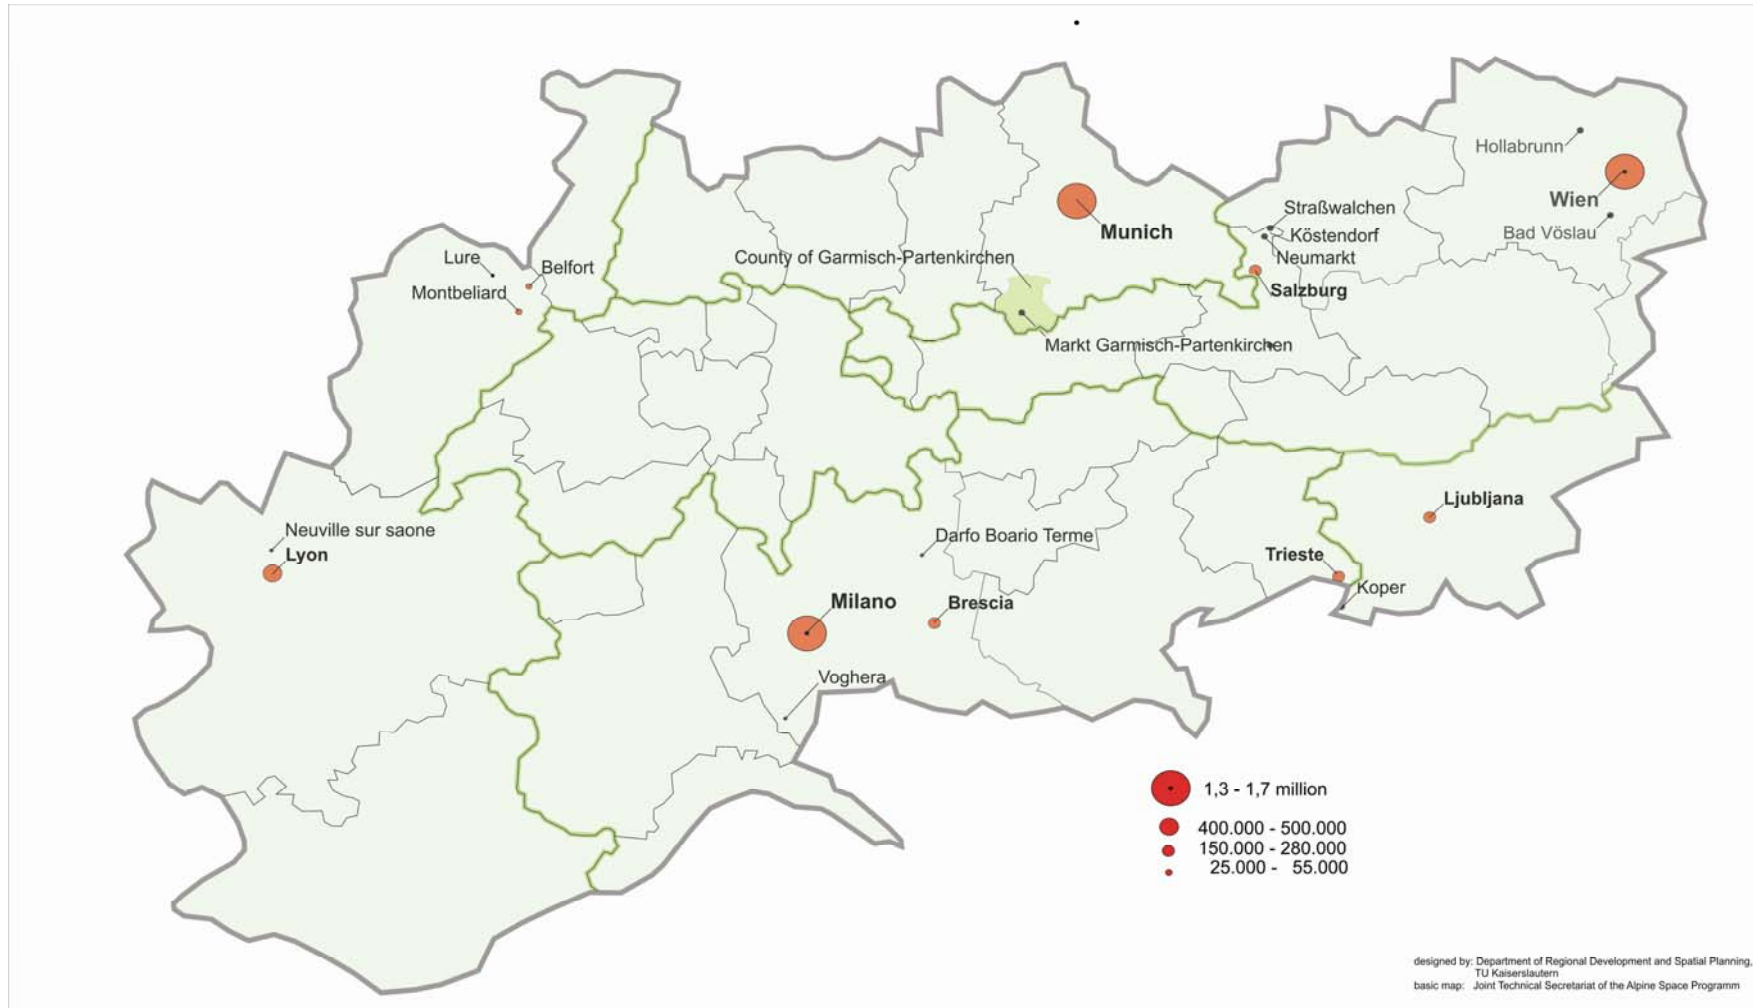 Hollabrunn
Wien
Bad Vöslau
Straßwalchen
Köstendorf
Neumarkt
Salzburg
Munich
County of Garmisch-Partenkirchen
Markt Garmisch-Partenkirchen
Lure
Belfort
Montbeliard
Neuville sur saone
Lyon
Darfo Boario Terme
Milano
Brescia
Voghera
Ljubljana
Trieste
Koper
1,3 - 1,7 million
400.000 - 500.000
150.000 - 280.000
25.000 - 55.000
designed by: Department of Regional Development and Spatial Planning,
TU Kaiserslautern
basic map: Joint Technical Secretariat of the Alpine Space Programm